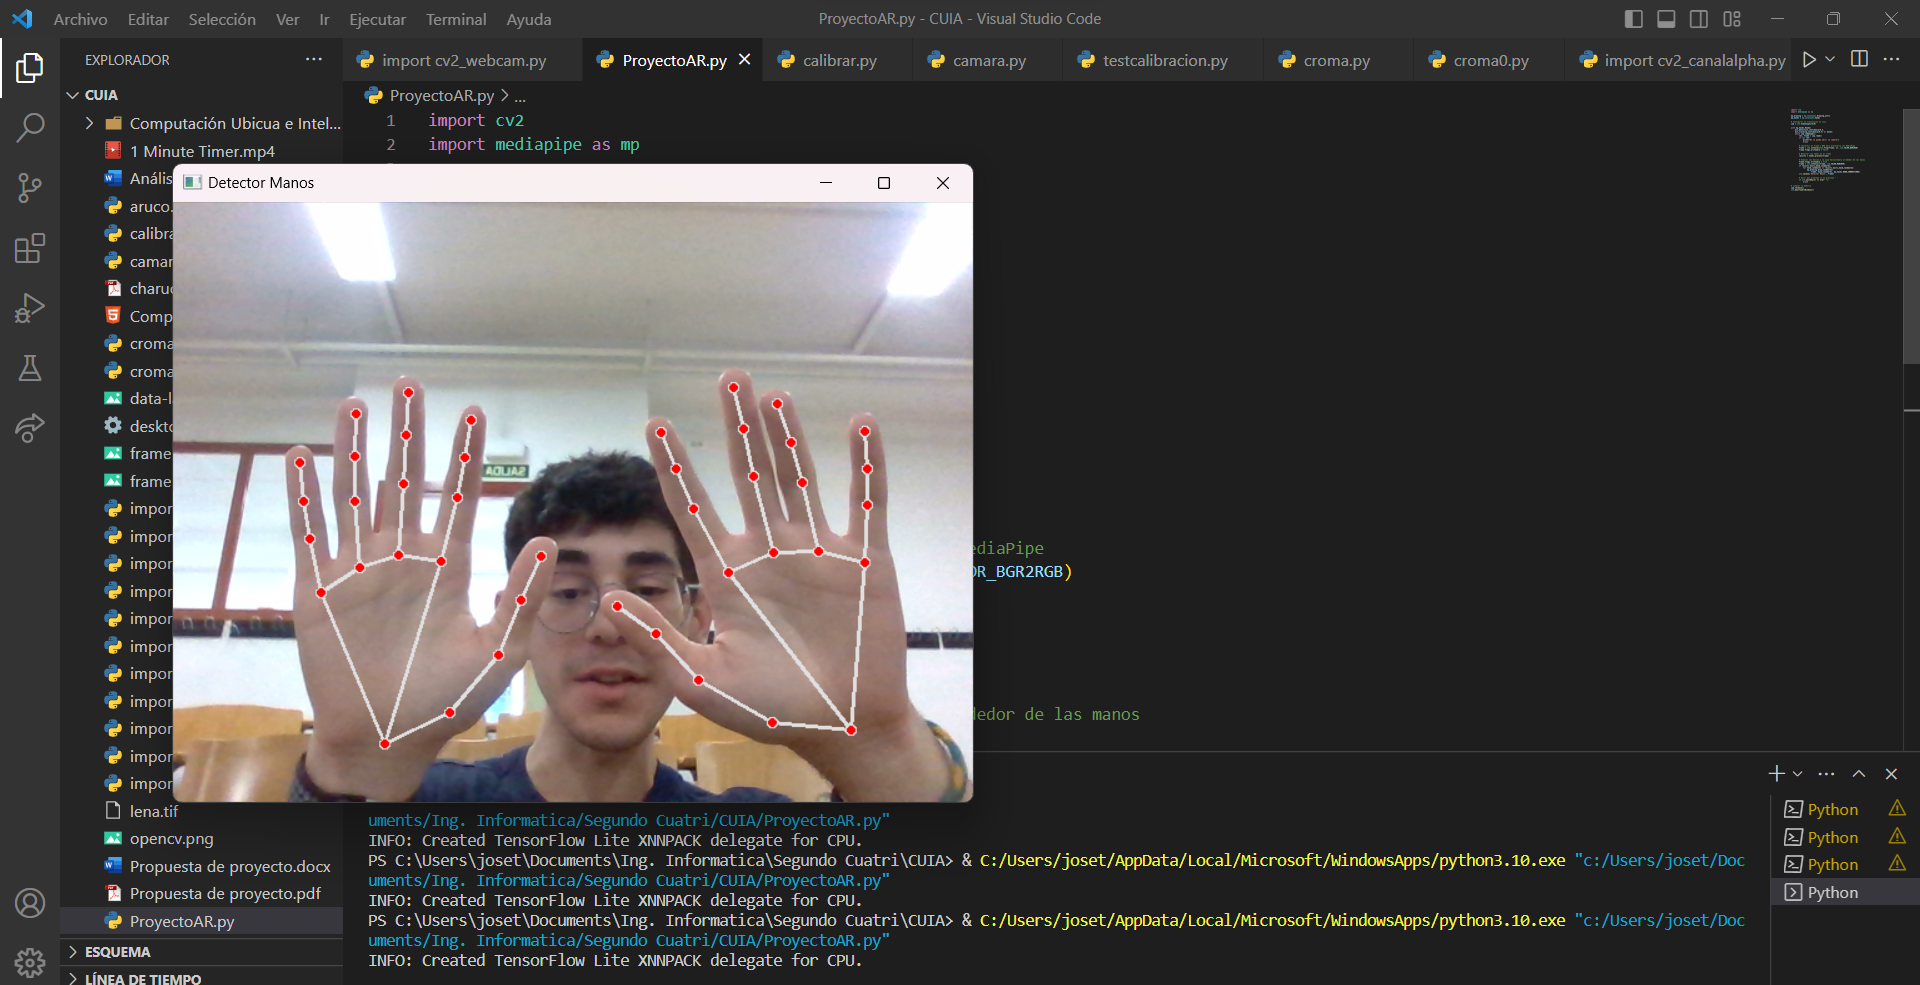 Archivo Editar Selección Ver Ir Ejecutar Terminal Ayuda
ProyectoAR.py - CUIA - Visual Studio Code
EXPLORADOR
import cv2_webcam.py
ProyectoAR.py
calibrar.py
camara.py
testcalibracion.py
croma.py
croma0.py
import cv2_canalalpha.py
CUIA
Computación Ubicua e Intel...
1 Minute Timer.mp4
Anális
aruco.
calibra
camar
charuc
Comp
croma
croma
data-l
deskto
frame
frame
impor
impor
impor
impor
impor
impor
impor
impor
impor
impor
impor
lena.tif
opencv.png
Propuesta de proyecto.docx
Propuesta de proyecto.pdf
ProyectoAR.py
ESQUEMA
LÍNEA DE TIEMPO
ProyectoAR.py > ...
1 import cv2
2 import mediapipe as mp
Detector Manos
SALIDA
ediaPipe
OR_BGR2RGB)
dedor de las manos
uments/Ing. Informatica/Segundo Cuatri/CUIA/ProyectoAR.py"
INFO: Created TensorFlow Lite XNNPACK delegate for CPU.
PS C:\Users\joset\Documents\Ing. Informatica\Segundo Cuatri\CUIA> & C:/Users/joset/AppData/Local/Microsoft/WindowsApps/python3.10.exe "c:/Users/joset/Doc
uments/Ing. Informatica/Segundo Cuatri/CUIA/ProyectoAR.py"
INFO: Created TensorFlow Lite XNNPACK delegate for CPU.
PS C:\Users\joset\Documents\Ing. Informatica\Segundo Cuatri\CUIA> & C:/Users/joset/AppData/Local/Microsoft/WindowsApps/python3.10.exe "c:/Users/joset/Doc
uments/Ing. Informatica/Segundo Cuatri/CUIA/ProyectoAR.py"
INFO: Created TensorFlow Lite XNNPACK delegate for CPU.
Python
Python
Python
Python